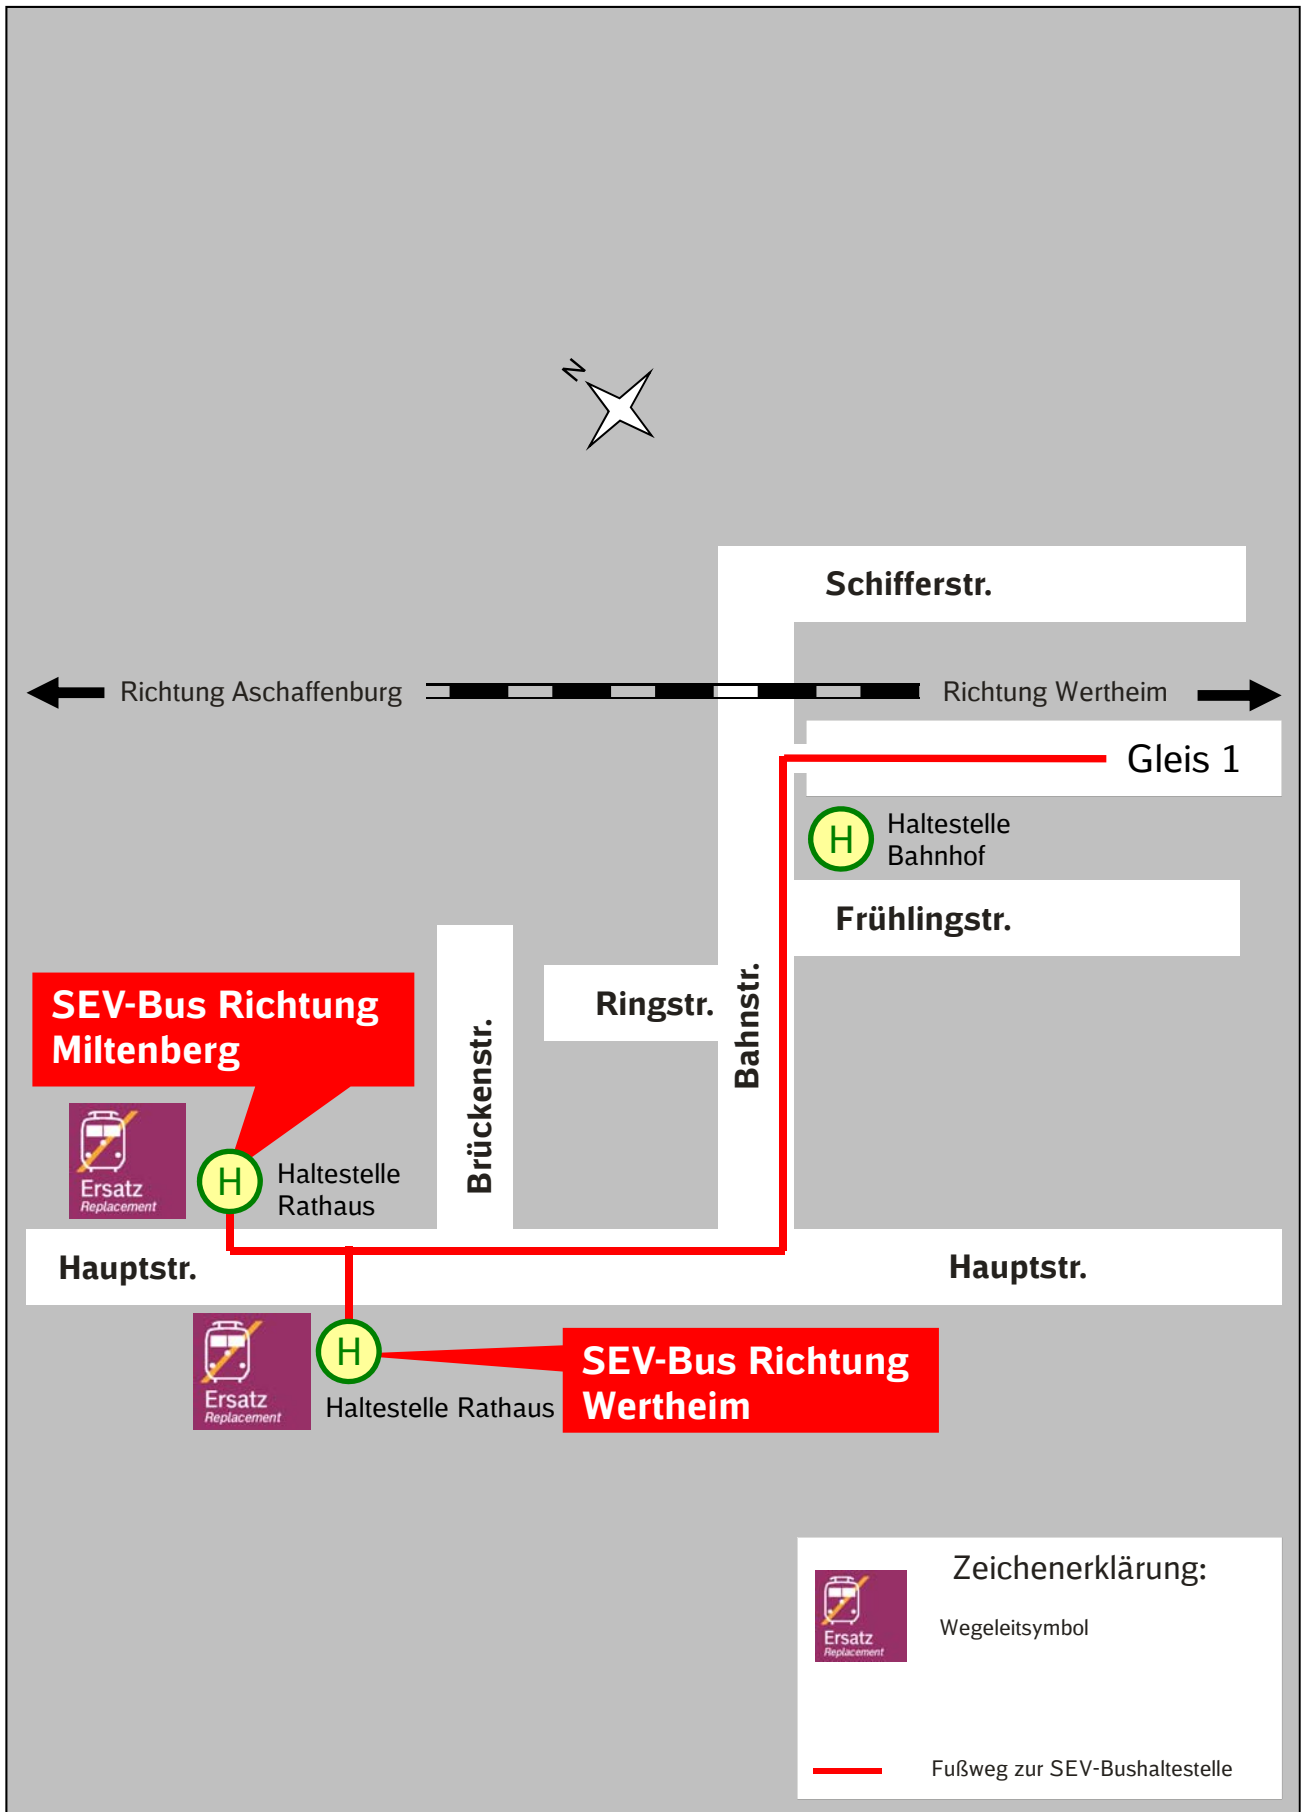 N
Schifferstr.
Richtung Aschaffenburg
Richtung Wertheim
Gleis 1
H
Haltestelle
Bahnhof
Frühlingstr.
SEV-Bus Richtung
Miltenberg
Ringstr.
Bahnstr.
Brückenstr.
Ersatz
Replacement
H
Haltestelle
Rathaus
Hauptstr.
Hauptstr.
Ersatz
Replacement
H
Haltestelle Rathaus
SEV-Bus Richtung
Wertheim
Zeichenerklärung:
Ersatz
Replacement
Wegeleitsymbol
Fußweg zur SEV-Bushaltestelle